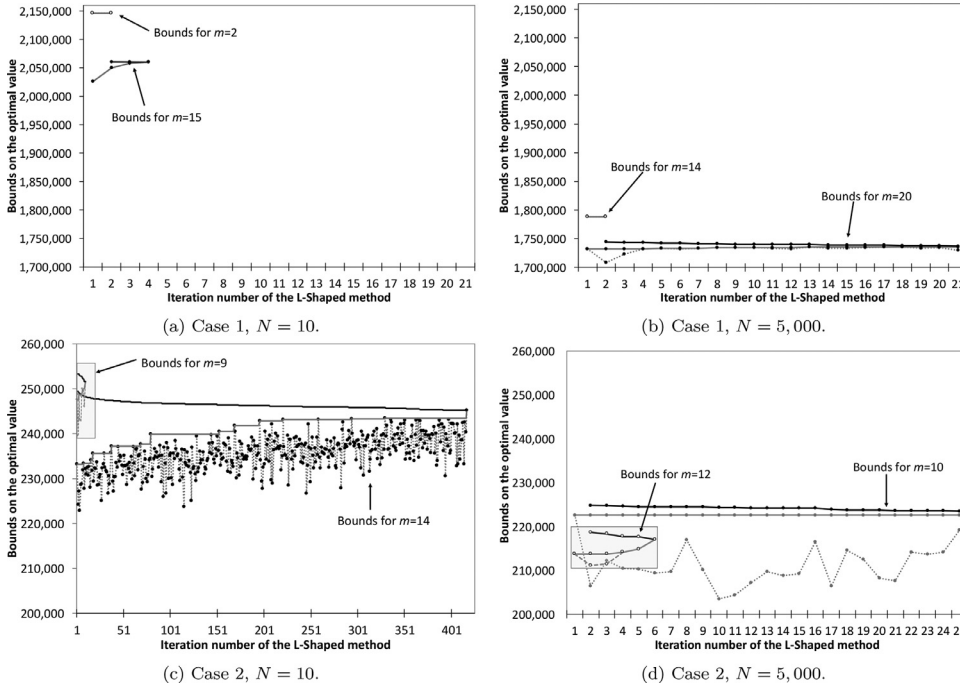 Bounds on the optimal value
2,150,000
2,100,000
2,050,000
2,000,000
1,950,000
1,900,000
1,850,000
1,800,000
1,750,000
1,700,000
Bounds for m=2
Bounds for m=15
1 2 3 4 5 6 7 8 9 10 11 12 13 14 15 16 17 18 19 20 21
Iteration number of the L-Shaped method
(a) Case 1, N = 10.
Bounds on the optimal value
2,150,000
2,100,000
2,050,000
2,000,000
1,950,000
1,900,000
1,850,000
1,800,000
1,750,000
1,700,000
Bounds for m=14
Bounds for m=20
1 2 3 4 5 6 7 8 9 10 11 12 13 14 15 16 17 18 19 20 21
Iteration number of the L-Shaped method
(b) Case 1, N = 5,000.
Bounds on the optimal value
260,000
250,000
240,000
230,000
220,000
210,000
200,000
Bounds for m=9
Bounds for m=14
1 51 101 151 201 251 301 351 401
Iteration number of the L-Shaped method
(c) Case 2, N = 10.
Bounds on the optimal value
260,000
250,000
240,000
230,000
220,000
210,000
200,000
Bounds for m=12
Bounds for m=10
1 2 3 4 5 6 7 8 9 10 11 12 13 14 15 16 17 18 19 20 21 22 23 24
Iteration number of the L-Shaped method
(d) Case 2, N = 5,000.